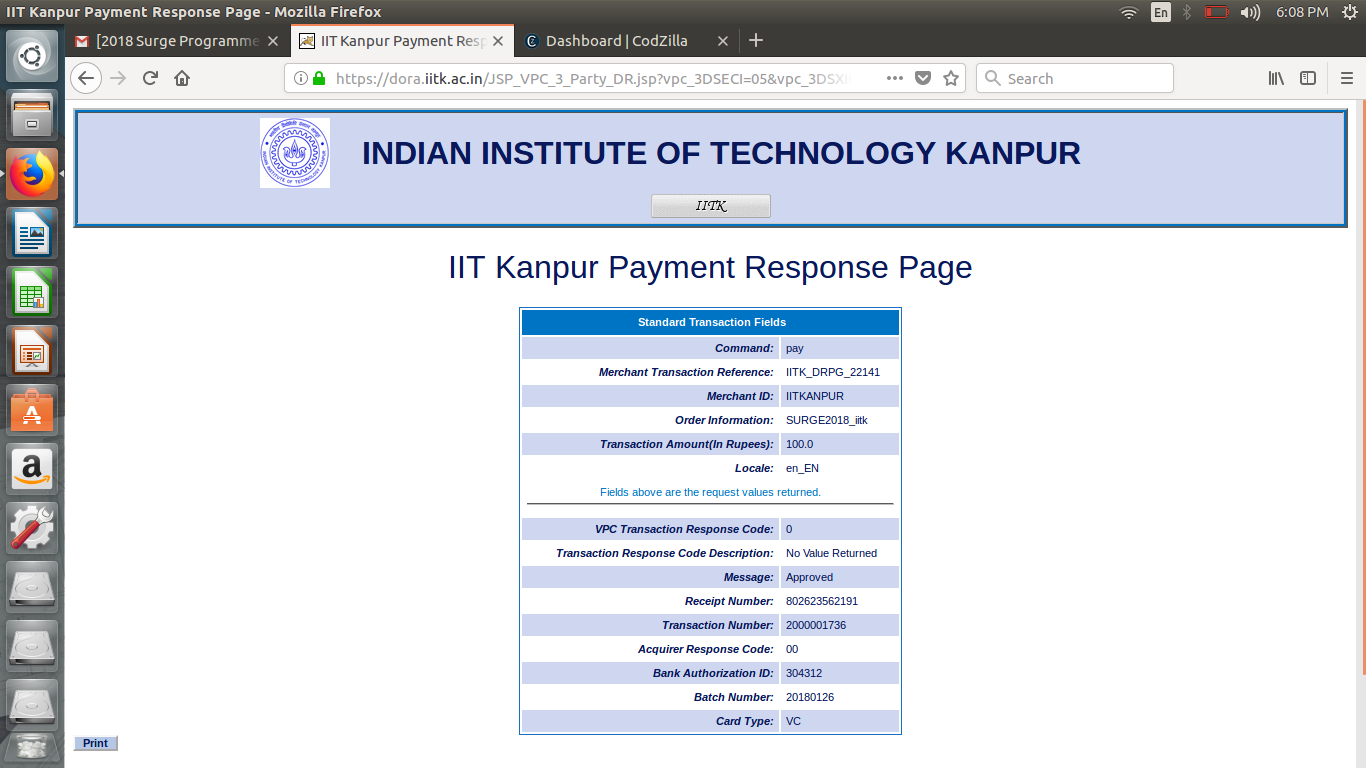 IIT Kanpur Payment Response Page - Mozilla Firefox
En
6:08 PM
[2018 Surge Programme
IIT Kanpur Payment Resp
Dashboard | CodZilla
https://dora.iitk.ac.in/JSP_VPC_3_Party_DR.jsp?vpc_3DSECI=05&vpc_3DSX
Search
INDIAN INSTITUTE OF TECHNOLOGY KANPUR
IITK
IIT Kanpur Payment Response Page
Standard Transaction Fields
Command: pay
Merchant Transaction Reference: IITK_DRPG_22141
Merchant ID: IITKANPUR
Order Information: SURGE2018_iitk
Transaction Amount(In Rupees): 100.0
Locale: en_EN
Fields above are the request values returned.
VPC Transaction Response Code: 0
Transaction Response Code Description: No Value Returned
Message: Approved
Receipt Number: 802623562191
Transaction Number: 2000001736
Acquirer Response Code: 00
Bank Authorization ID: 304312
Batch Number: 20180126
Card Type: VC
Print